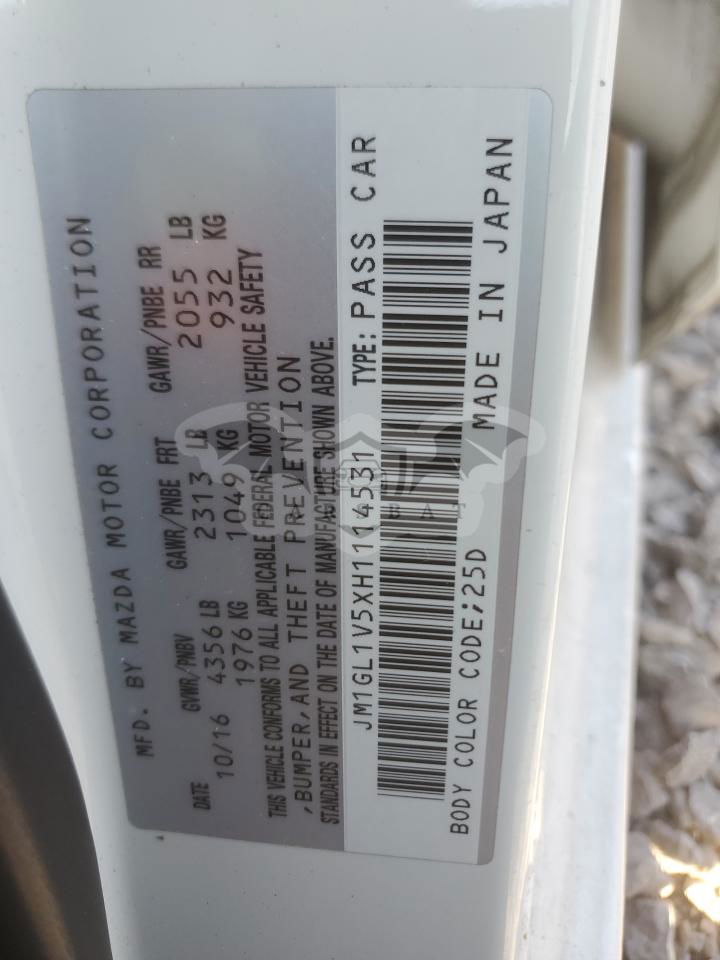 MFD. BY MAZDA MOTOR CORPORATION
DATE GVWR/PNBV GAWR/PNBE FRT GAWR/PNBE RR
10/16 4356 LB 2313 LB 2055 LB
1976 KG 1049 KG 932 KG
THIS VEHICLE CONFORMS TO ALL APPLICABLE FEDERAL MOTOR VEHICLE SAFETY
,BUMPER,AND THEFT PREVENTION
STANDARDS IN EFFECT ON THE DATE OF MANUFACTURE SHOWN ABOVE.
JM1GL1V5XH1114531 TYPE: PASS CAR
BODY COLOR CODE;25D MADE IN JAPAN